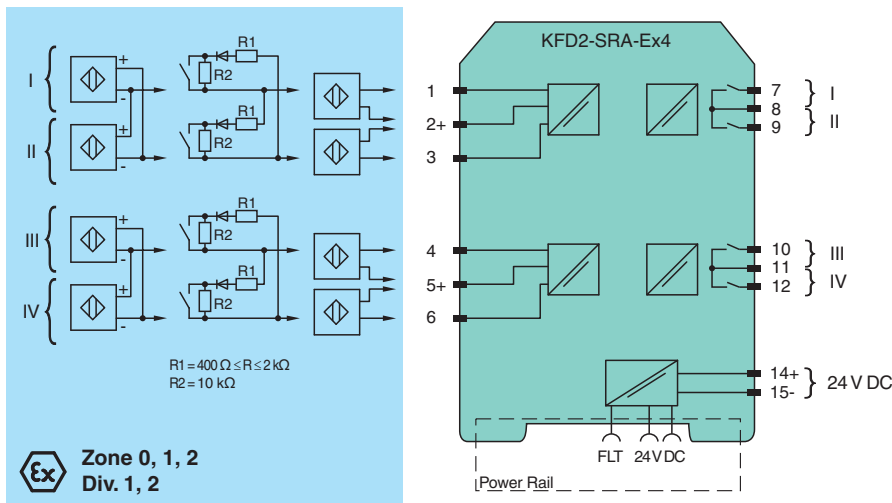 KFD2-SRA-Ex4
I
+
-
II
+
-
R1
R2
R1
R2
III
+
-
IV
+
-
R1
R2
R1
R2
R1 = 400 Ω ≤ R ≤ 2 kΩ
R2 = 10 kΩ
Ex
Zone 0, 1, 2
Div. 1, 2
1
2+
3
4
5+
6
7
8
9
I
II
10
11
12
III
IV
14+
15-
24 V DC
FLT 24 V DC
Power Rail